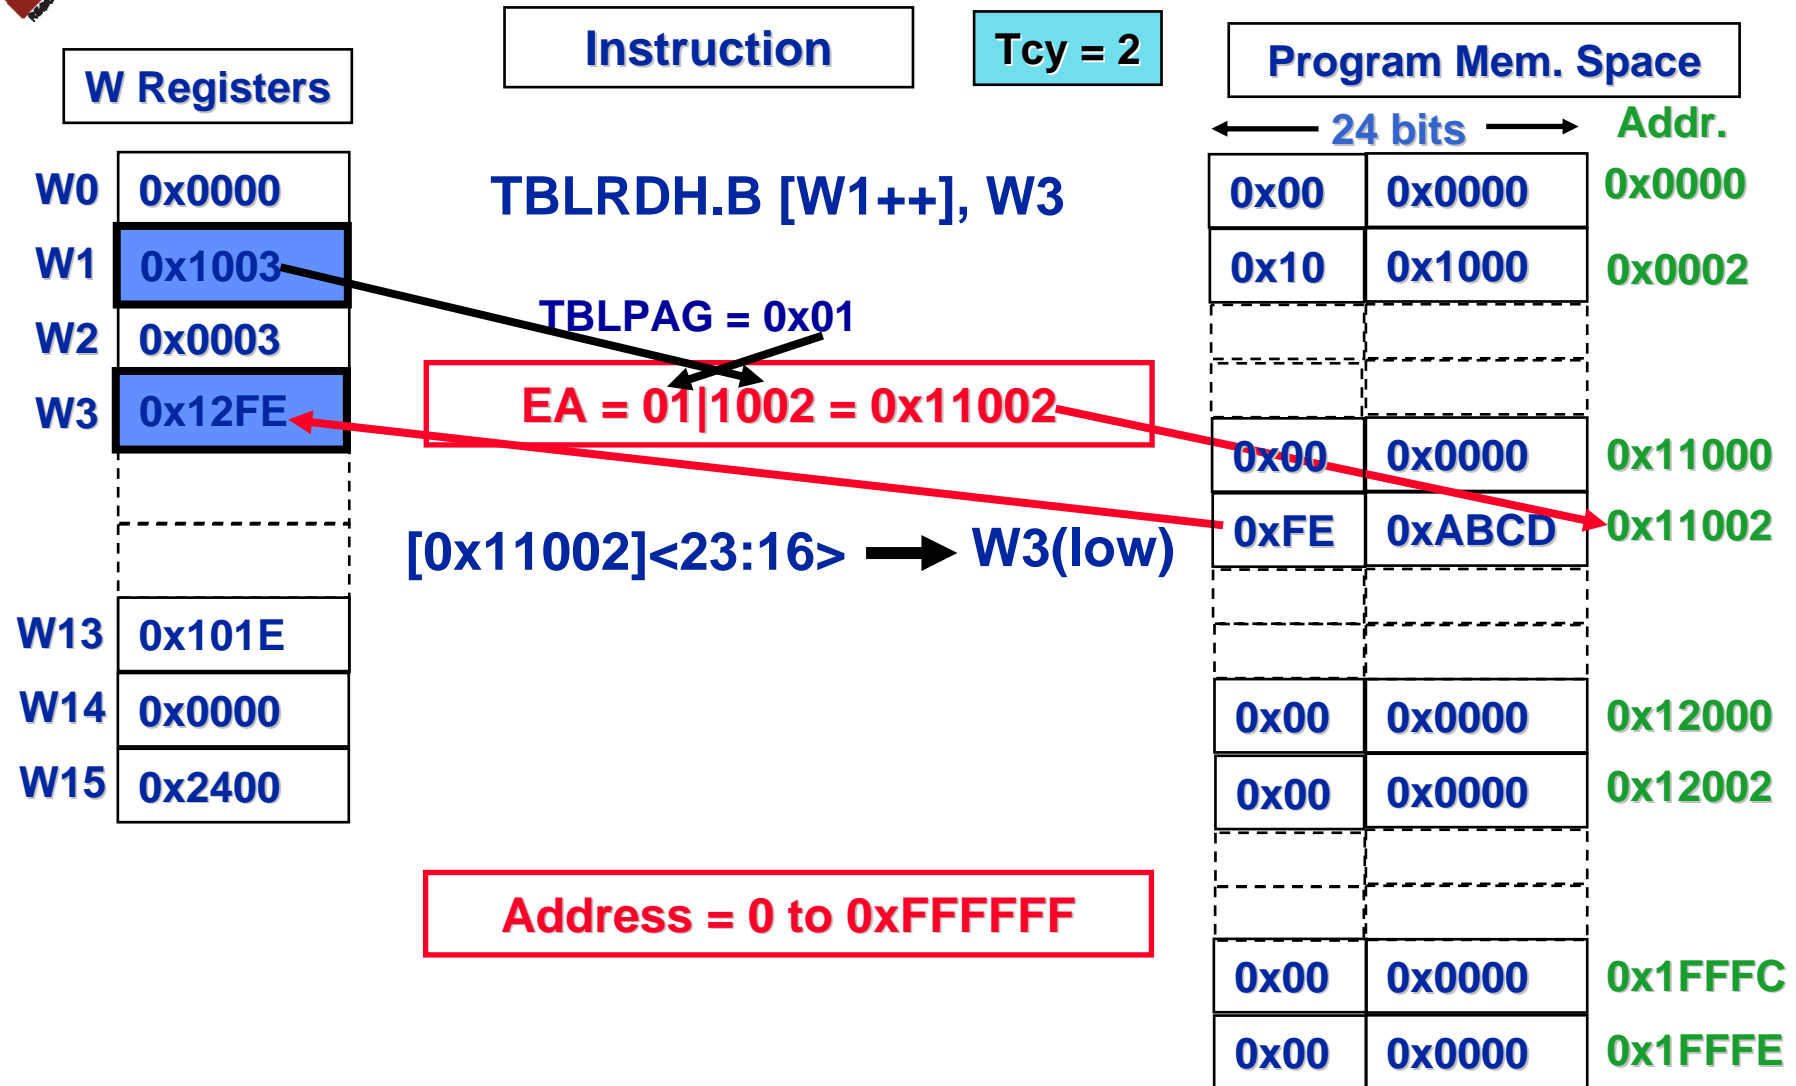 Instruction
Tcy = 2
W Registers
Program Mem. Space
24 bits
Addr.
W0 0x0000
TBLRDH.B [W1++], W3
0x00 0x0000 0x0000
W1 0x1003
0x10 0x1000 0x0002
TBLPAG = 0x01
W2 0x0003
W3 0x12FE
EA = 01|1002 = 0x11002
0x00 0x0000 0x11000
[0x11002]<23:16> W3(low)
0xFE 0xABCD 0x11002
W13 0x101E
W14 0x0000
0x00 0x0000 0x12000
W15 0x2400
0x00 0x0000 0x12002
Address = 0 to 0xFFFFFF
0x00 0x0000 0x1FFFC
0x00 0x0000 0x1FFFE